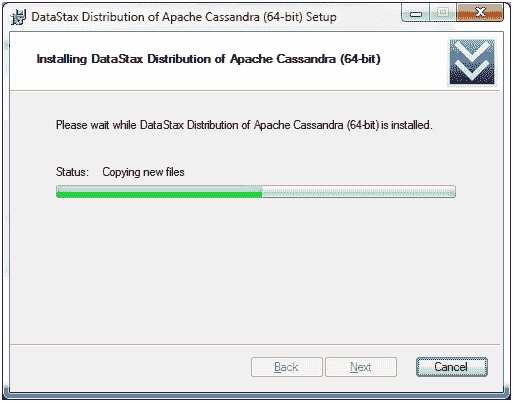 DataStax Distribution of Apache Cassandra (64-bit) Setup
Installing DataStax Distribution of Apache Cassandra (64-bit)
Please wait while DataStax Distribution of Apache Cassandra (64-bit) is installed.
Status: Copying new files
Back Next Cancel